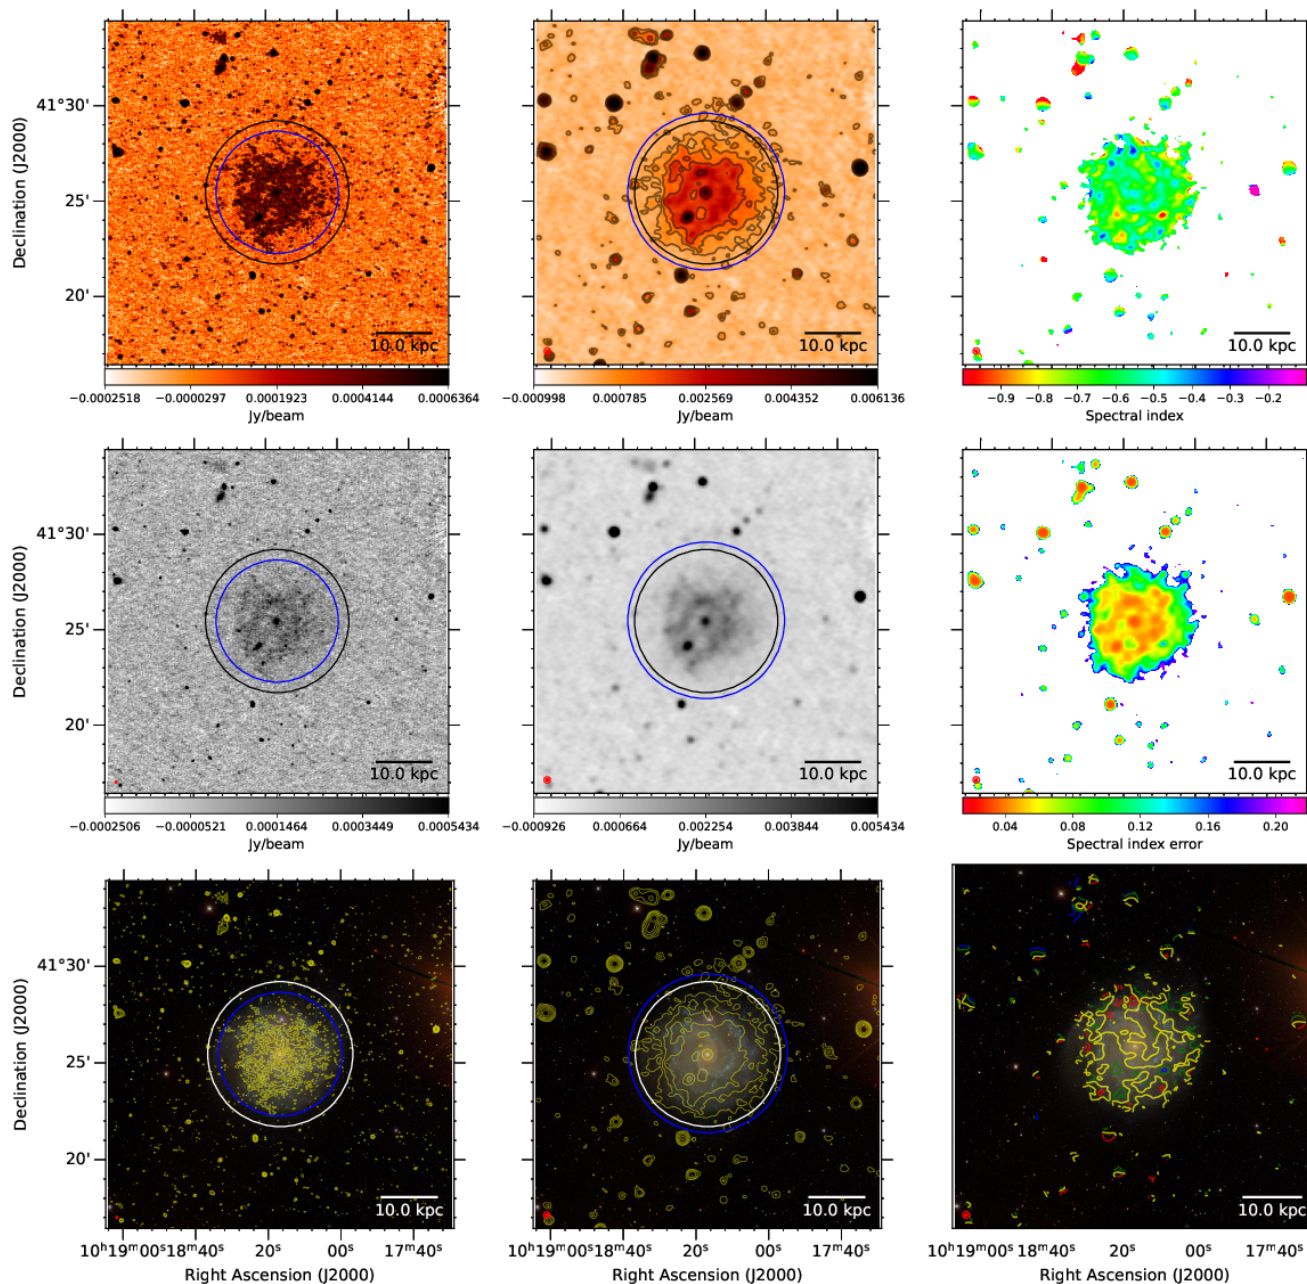 41°30'
25'
20'
Declination (J2000)
10.0 kpc
10.0 kpc
10.0 kpc
−0.0002518 −0.0000297 0.0001923 0.0004144 0.0006364
Jy/beam
−0.000998 0.000785 0.002569 0.004352 0.006136
Jy/beam
−0.9 −0.8 −0.7 −0.6 −0.5 −0.4 −0.3 −0.2
Spectral index
41°30'
25'
20'
Declination (J2000)
10.0 kpc
10.0 kpc
10.0 kpc
−0.0002506 −0.0000521 0.0001464 0.0003449 0.0005434
Jy/beam
−0.000926 0.000664 0.002254 0.003844 0.005434
Jy/beam
0.04 0.08 0.12 0.16 0.20
Spectral index error
41°30'
25'
20'
Declination (J2000)
10.0 kpc
10.0 kpc
10.0 kpc
10ʰ19ᵐ00ˢ 18ᵐ40ˢ 20ˢ 00ˢ 17ᵐ40ˢ
Right Ascension (J2000)
10ʰ19ᵐ00ˢ 18ᵐ40ˢ 20ˢ 00ˢ 17ᵐ40ˢ
Right Ascension (J2000)
10ʰ19ᵐ00ˢ 18ᵐ40ˢ 20ˢ 00ˢ 17ᵐ40ˢ
Right Ascension (J2000)